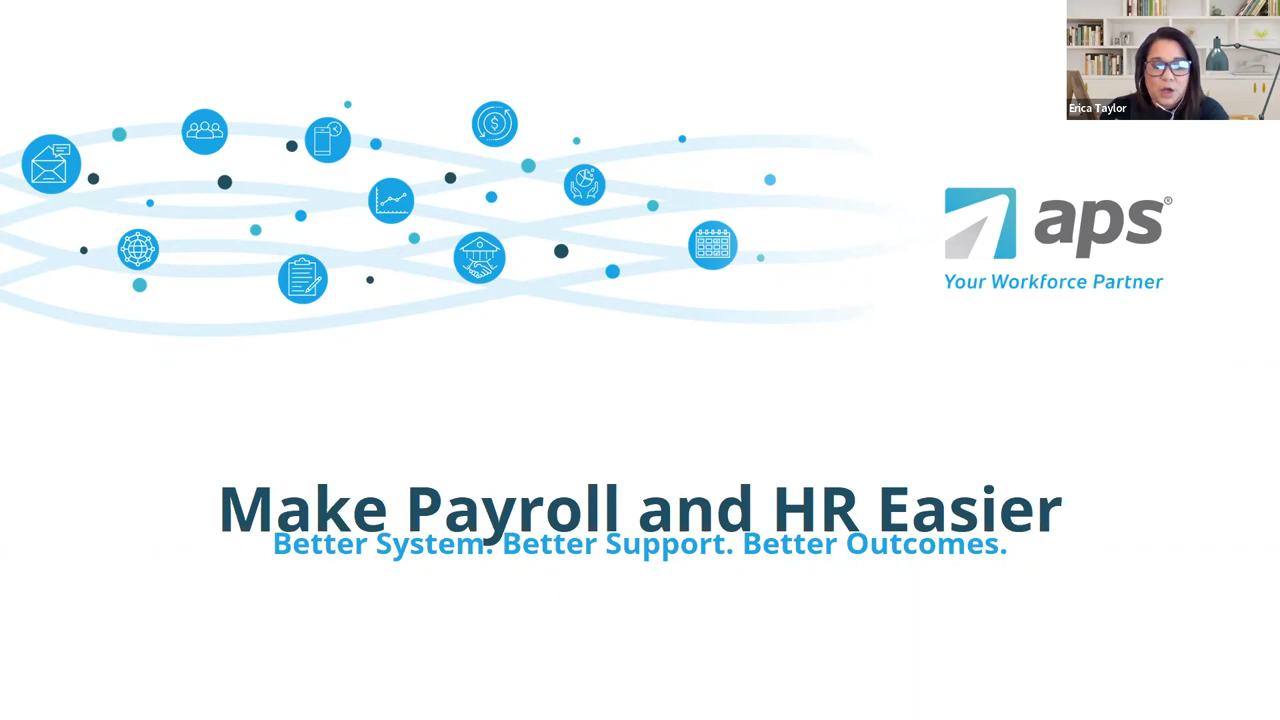 Erica Taylor
aps®
Your Workforce Partner
Make Payroll and HR Easier
Better System. Better Support. Better Outcomes.